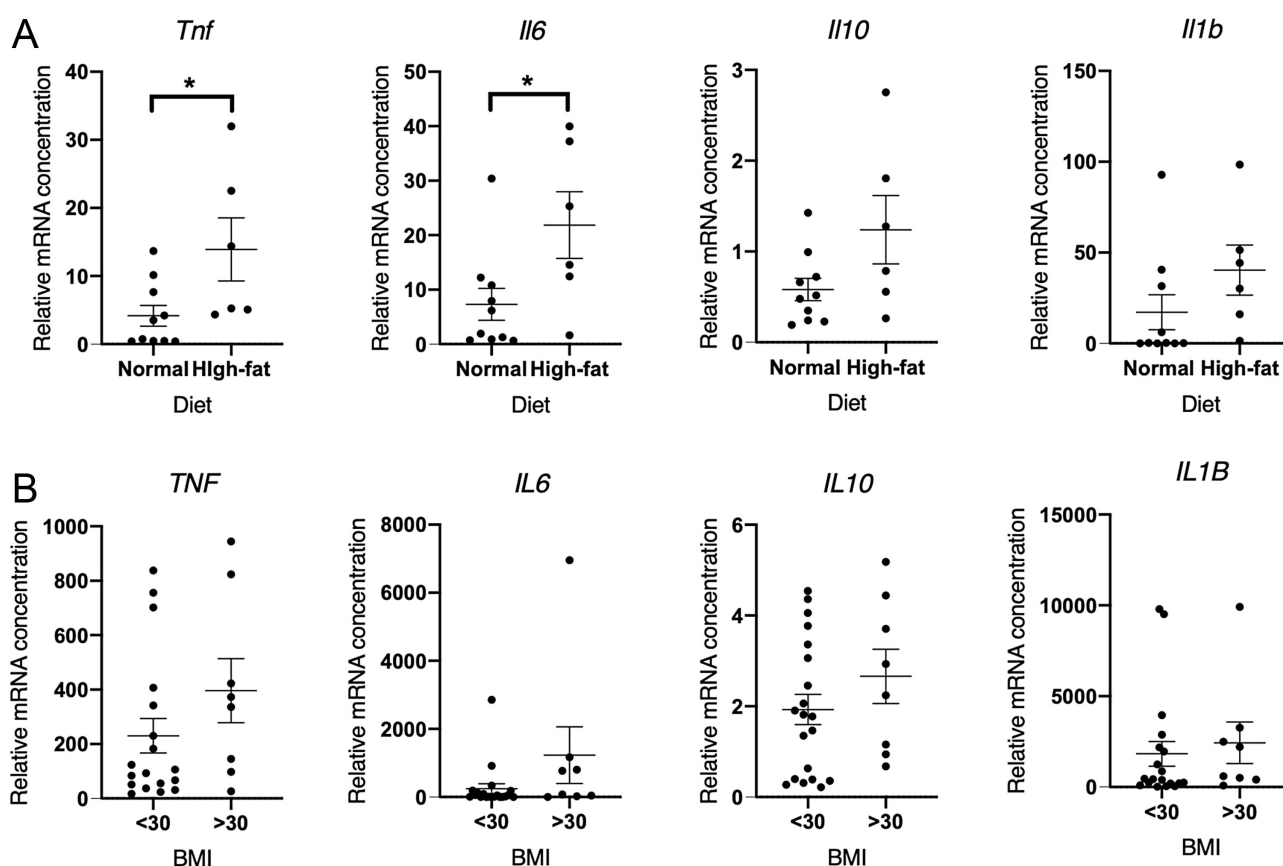 A
Tnf
Relative mRNA concentration
40
30
20
10
0
*
Normal HIgh-fat
Diet
Il6
Relative mRNA concentration
50
40
30
20
10
0
*
Normal High-fat
Diet
Il10
Relative mRNA concentration
3
2
1
0
Normal High-fat
Diet
Il1b
Relative mRNA concentration
150
100
50
0
Normal High-fat
Diet
B
TNF
Relative mRNA concentration
1000
800
600
400
200
0
<30 >30
BMI
IL6
Relative mRNA concentration
8000
6000
4000
2000
0
<30 >30
BMI
IL10
Relative mRNA concentration
6
4
2
0
<30 >30
BMI
IL1B
Relative mRNA concentration
15000
10000
5000
0
<30 >30
BMI